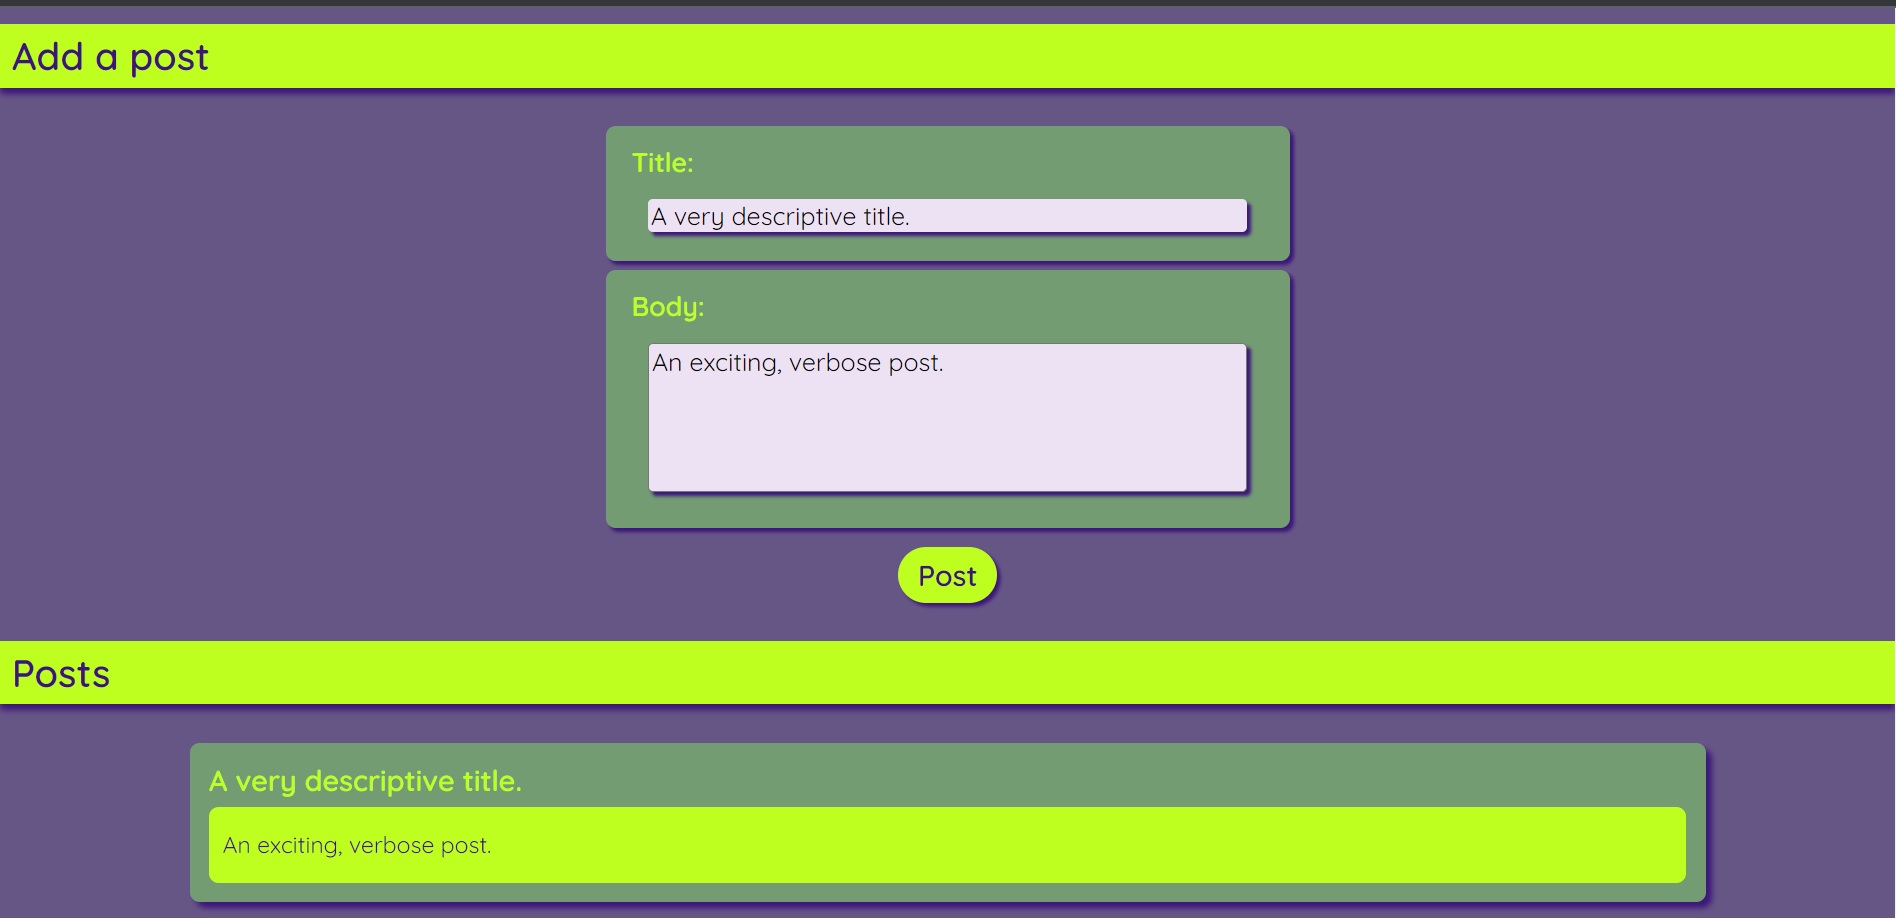 Add a post
Title:
A very descriptive title.
Body:
An exciting, verbose post.
Post
Posts
A very descriptive title.
An exciting, verbose post.